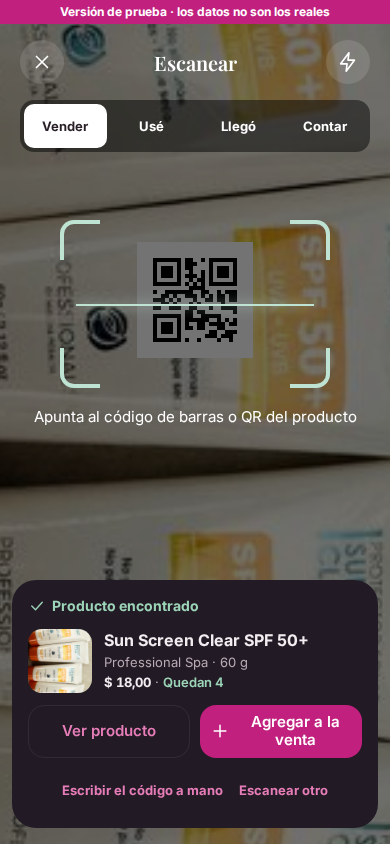 Versión de prueba · los datos no son los reales
Escanear
Vender
Usé
Llegó
Contar
SPF 50+
Apunta al código de barras o QR del producto
Producto encontrado
Sun Screen Clear SPF 50+
Professional Spa · 60 g
$ 18,00 · Quedan 4
Ver producto
Agregar a la
venta
Escribir el código a mano
Escanear otro